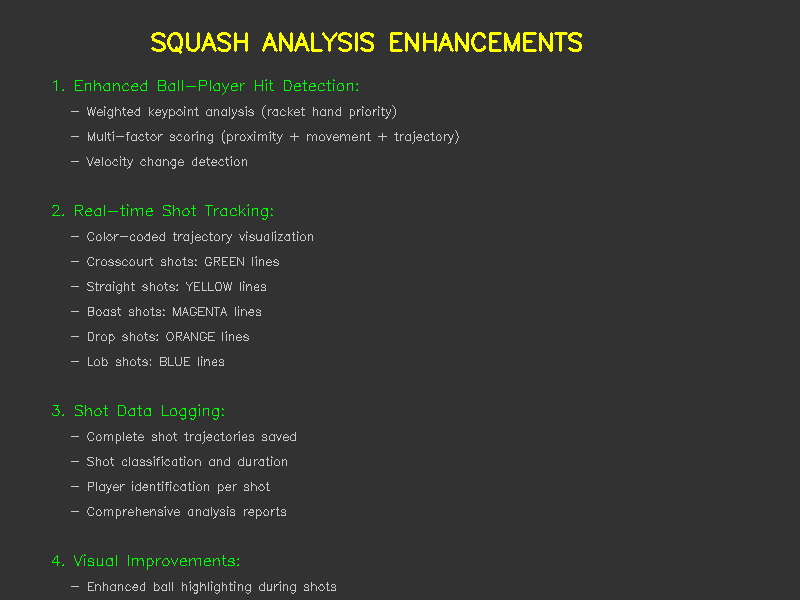 SQUASH ANALYSIS ENHANCEMENTS
1. Enhanced Ball-Player Hit Detection:
- Weighted keypoint analysis (racket hand priority)
- Multi-factor scoring (proximity + movement + trajectory)
- Velocity change detection
2. Real-time Shot Tracking:
- Color-coded trajectory visualization
- Crosscourt shots: GREEN lines
- Straight shots: YELLOW lines
- Boast shots: MAGENTA lines
- Drop shots: ORANGE lines
- Lob shots: BLUE lines
3. Shot Data Logging:
- Complete shot trajectories saved
- Shot classification and duration
- Player identification per shot
- Comprehensive analysis reports
4. Visual Improvements:
- Enhanced ball highlighting during shots